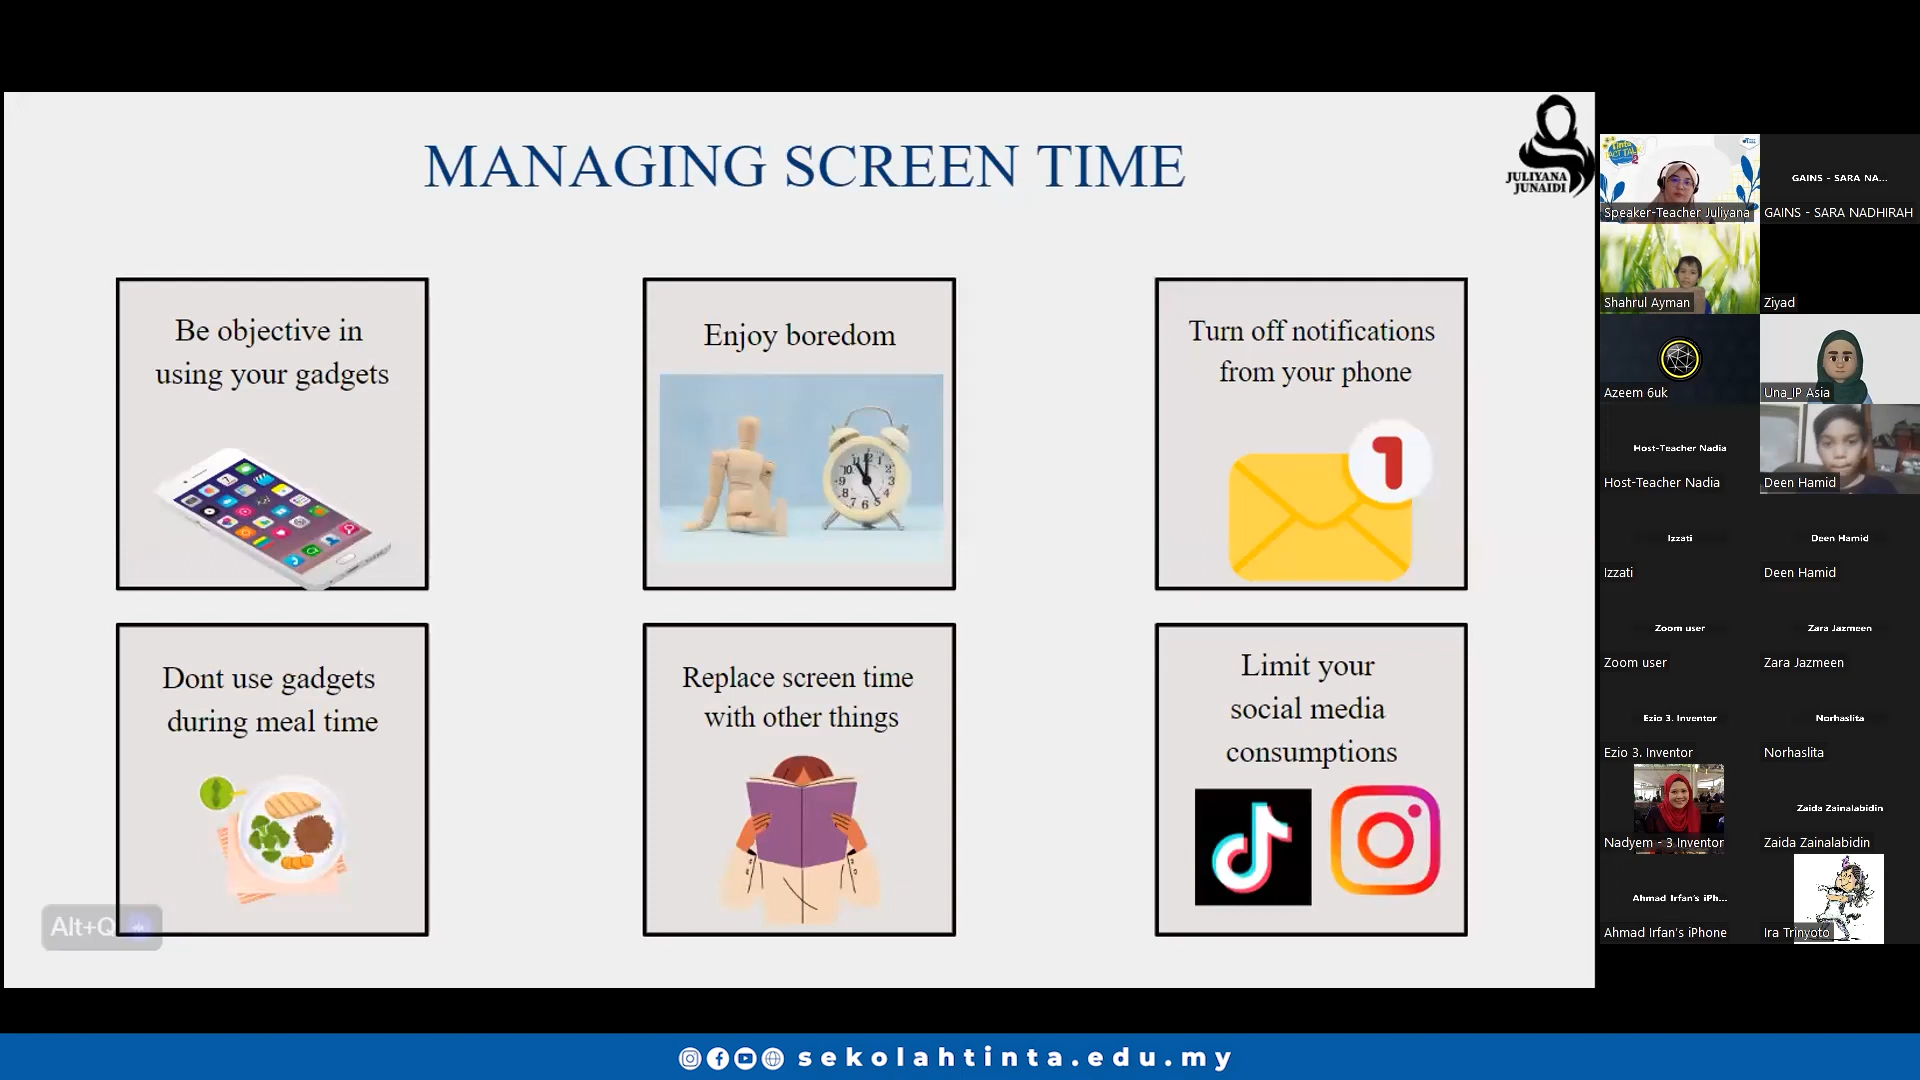 MANAGING SCREEN TIME
JULIYANA
JUNAIDI
Be objective in
using your gadgets
Enjoy boredom
Turn off notifications
from your phone
1
Dont use gadgets
during meal time
Replace screen time
with other things
Limit your
social media
consumptions
Alt+Q
Speaker-Teacher Juliyana
GAINS - SARA NA...
GAINS - SARA NADHIRAH
Shahrul Ayman
Ziyad
Azeem 6uk
Una_IP Asia
Host-Teacher Nadia
Host-Teacher Nadia
Deen Hamid
Izzati
Izzati
Deen Hamid
Deen Hamid
Zoom user
Zoom user
Zara Jazmeen
Zara Jazmeen
Ezio 3. Inventor
Ezio 3. Inventor
Norhaslita
Norhaslita
Nadyem - 3 Inventor
Zaida Zainalabidin
Zaida Zainalabidin
Ahmad Irfan's iPh...
Ahmad Irfan's iPhone
Ira Trinyoto
sekolahtinta.edu.my